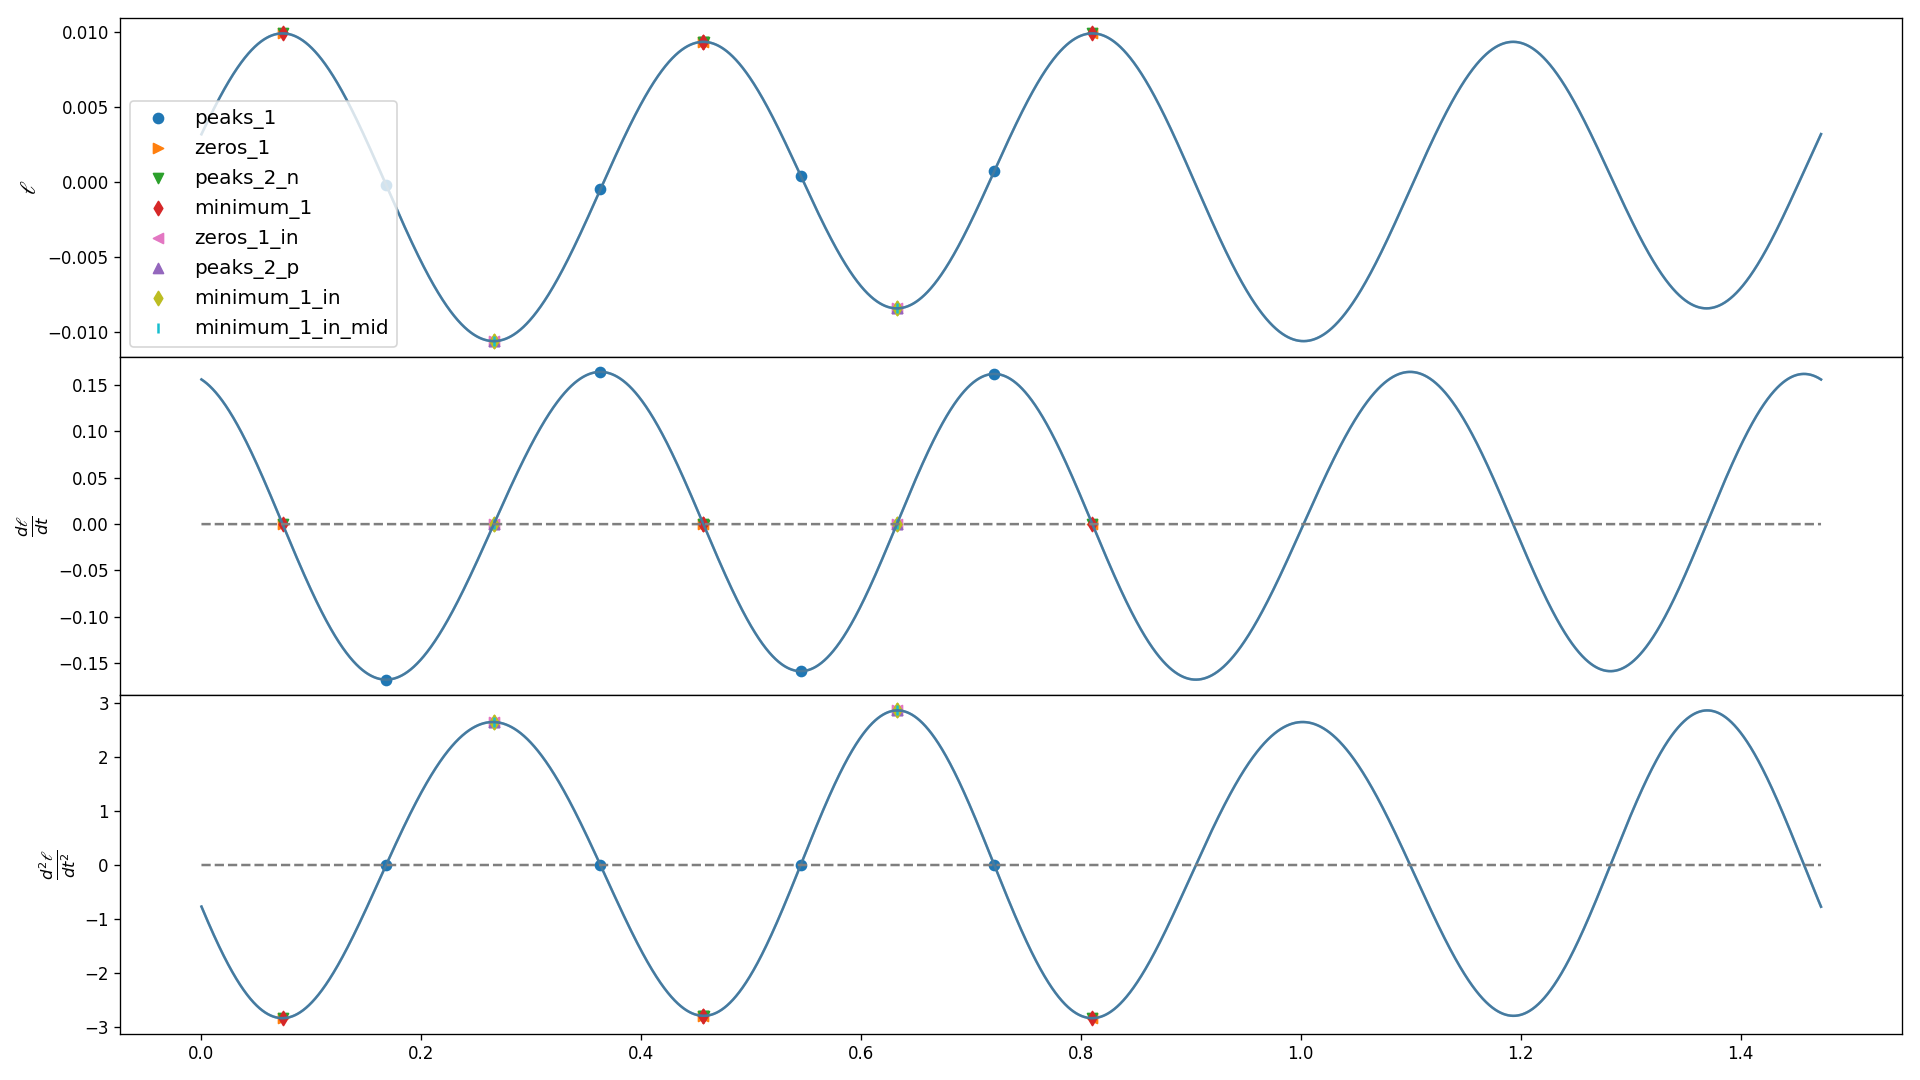 0.010
0.005
0.000
−0.005
−0.010
ℓ
peaks_1
zeros_1
peaks_2_n
minimum_1
zeros_1_in
peaks_2_p
minimum_1_in
minimum_1_in_mid
0.15
0.10
0.05
0.00
−0.05
−0.10
−0.15
dℓ
dt
3
2
1
0
−1
−2
−3
d²ℓ
dt²
0.0 0.2 0.4 0.6 0.8 1.0 1.2 1.4